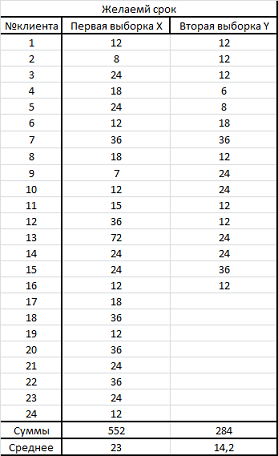 Желаемй срок
№клиента Первая выборка X Вторая выборка Y
1 12 12
2 8 12
3 24 12
4 18 6
5 24 8
6 12 18
7 36 36
8 18 12
9 7 24
10 12 24
11 15 12
12 36 12
13 72 24
14 24 24
15 24 36
16 12 12
17 18
18 36
19 12
20 36
21 24
22 36
23 24
24 12
Суммы 552 284
Среднее 23 14,2